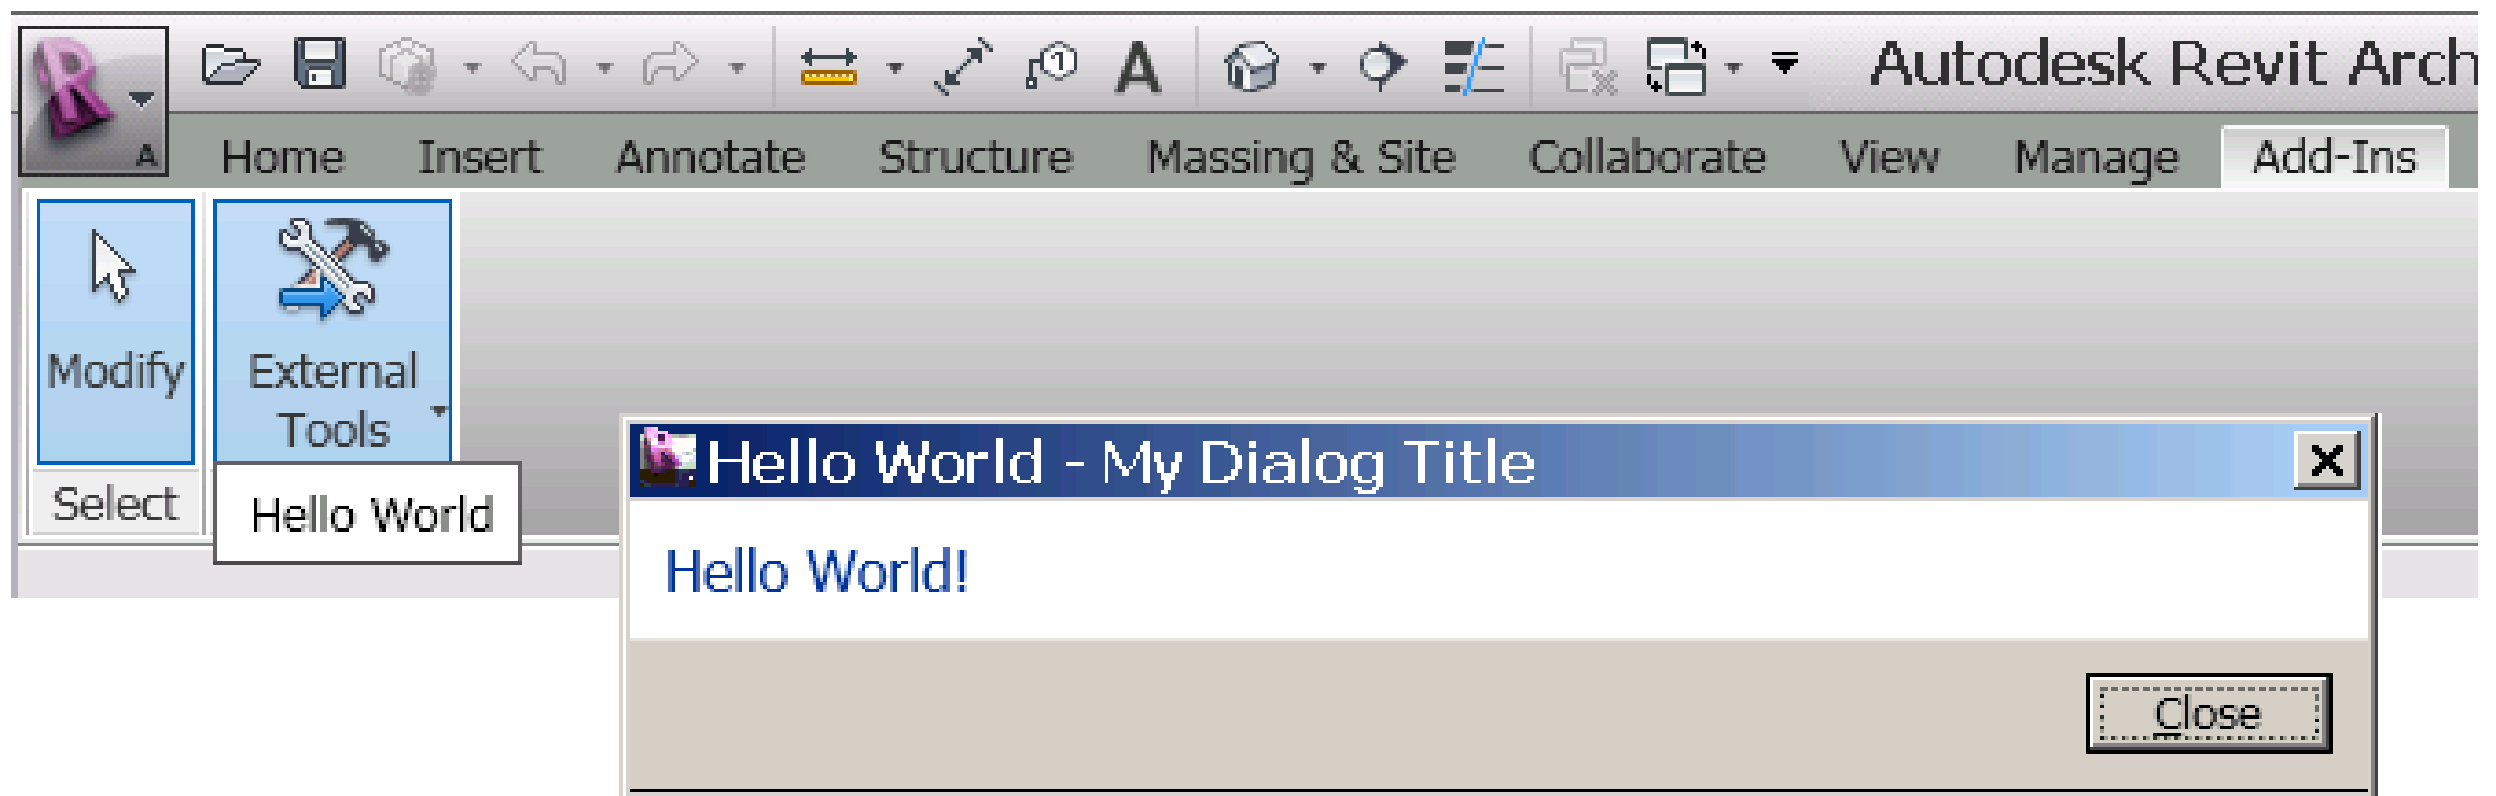 Autodesk Revit Arch
A
Home Insert Annotate Structure Massing & Site Collaborate View Manage Add-Ins
Modify
External
Tools
Select
Hello World
Hello World - My Dialog Title
Hello World!
Close